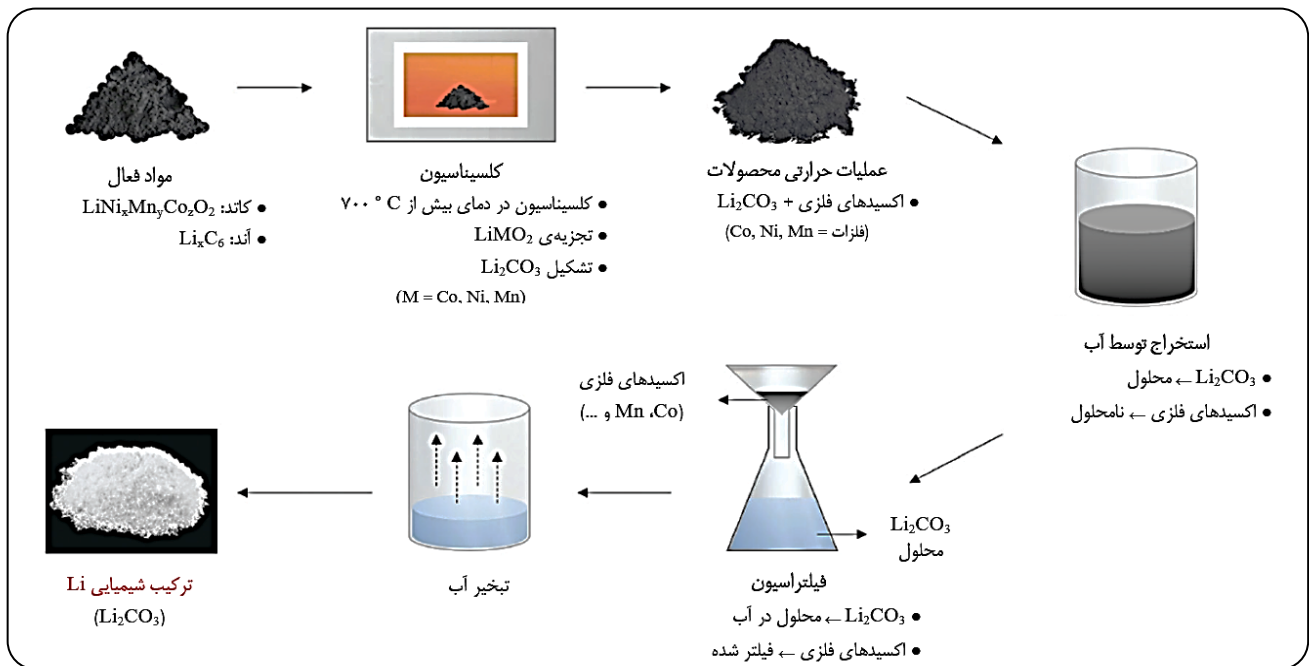 مواد فعال
● کاتد: LiNiₓMnᵧCo_zO₂
● آند: LiₓC₆
کلسیناسیون
● کلسیناسیون در دمای بیش از ۷۰۰ ° C
● تجزیه‌ی LiMO₂
● تشکیل Li₂CO₃
(M = Co, Ni, Mn)
عملیات حرارتی محصولات
● اکسیدهای فلزی + Li₂CO₃
(فلزات = Co, Ni, Mn)
استخراج توسط آب
● Li₂CO₃ ← محلول
● اکسیدهای فلزی ← نامحلول
اکسیدهای فلزی
(Mn ،Co و ...)
Li₂CO₃
محلول
فیلتراسیون
● Li₂CO₃ ← محلول در آب
● اکسیدهای فلزی ← فیلتر شده
تبخیر آب
ترکیب شیمیایی Li
(Li₂CO₃)